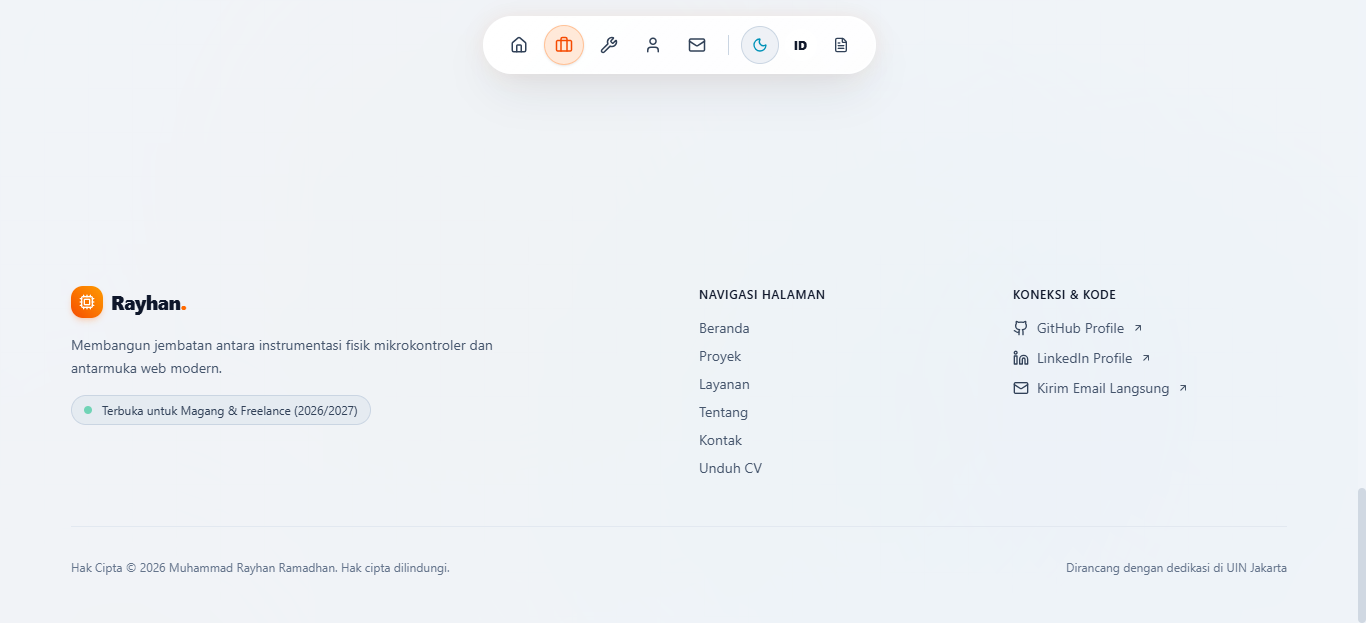 ID
Rayhan.
Membangun jembatan antara instrumentasi fisik mikrokontroler dan
antarmuka web modern.
Terbuka untuk Magang & Freelance (2026/2027)
NAVIGASI HALAMAN
Beranda
Proyek
Layanan
Tentang
Kontak
Unduh CV
KONEKSI & KODE
GitHub Profile
LinkedIn Profile
Kirim Email Langsung
Hak Cipta © 2026 Muhammad Rayhan Ramadhan. Hak cipta dilindungi.
Dirancang dengan dedikasi di UIN Jakarta